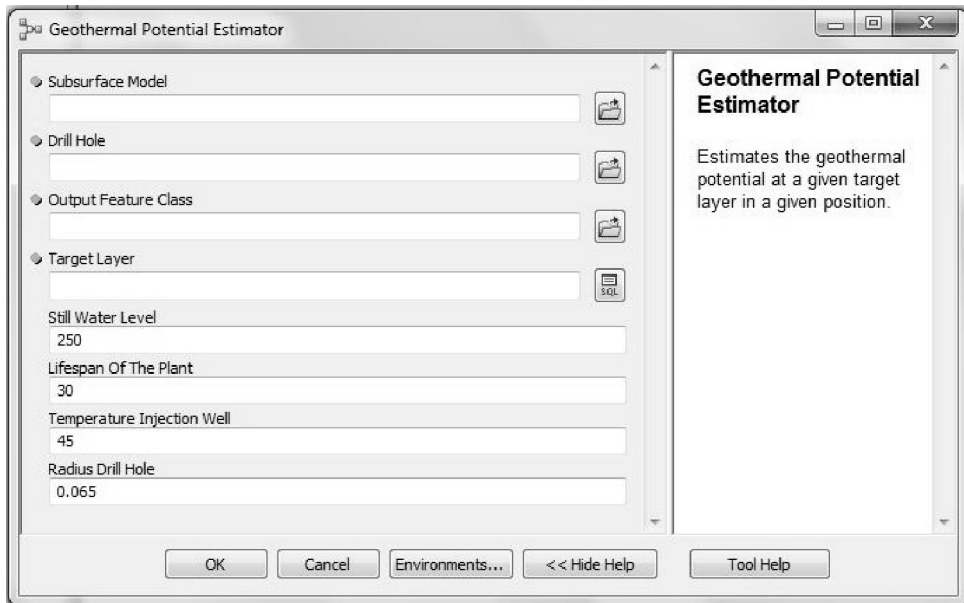 Geothermal Potential Estimator
Subsurface Model
Drill Hole
Output Feature Class
Target Layer
SQL
Still Water Level
250
Lifespan Of The Plant
30
Temperature Injection Well
45
Radius Drill Hole
0.065
Geothermal Potential
Estimator
Estimates the geothermal
potential at a given target
layer in a given position.
OK
Cancel
Environments...
<< Hide Help
Tool Help